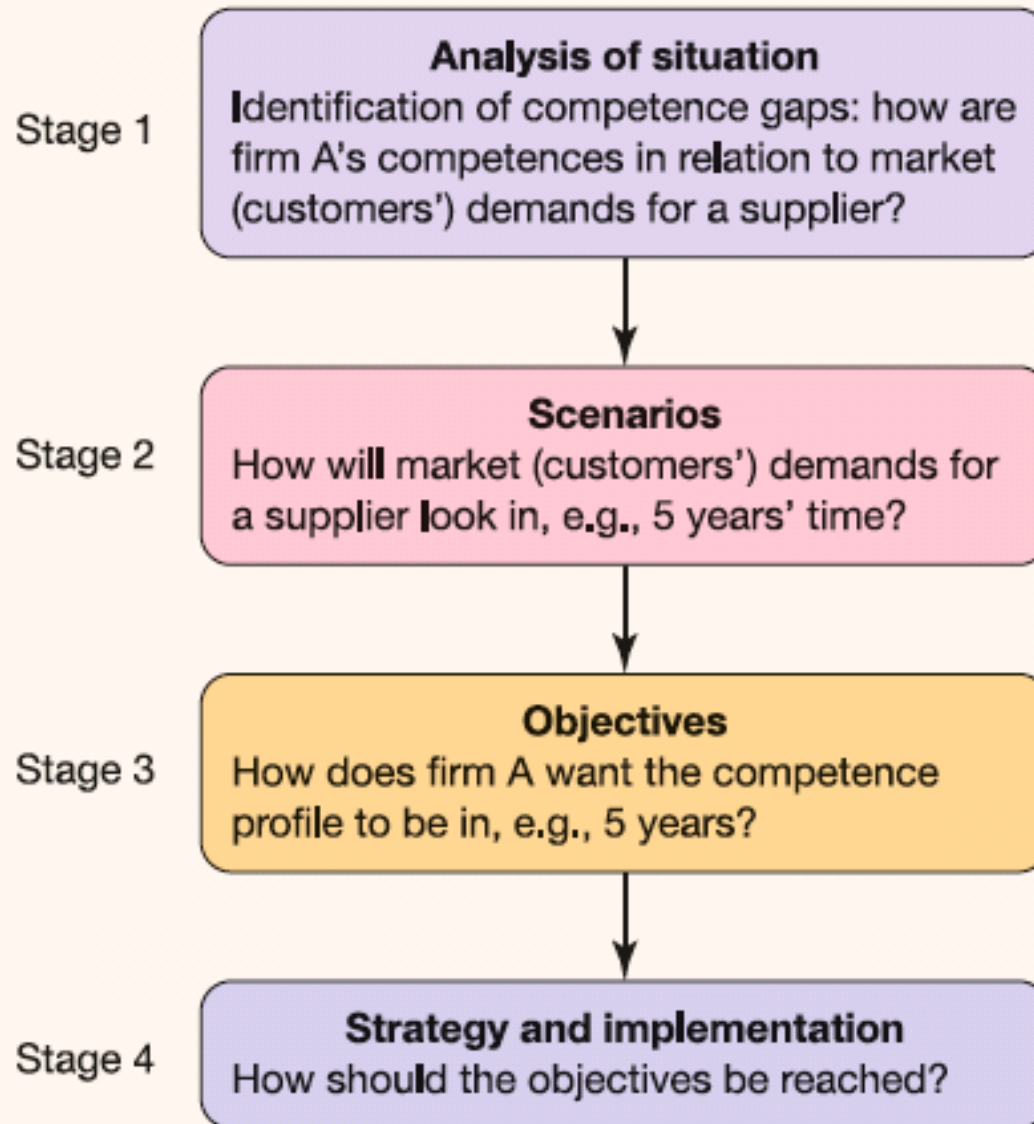 Stage 1
Analysis of situation
Identification of competence gaps: how are
firm A's competences in relation to market
(customers') demands for a supplier?
Stage 2
Scenarios
How will market (customers') demands for
a supplier look in, e.g., 5 years' time?
Stage 3
Objectives
How does firm A want the competence
profile to be in, e.g., 5 years?
Stage 4
Strategy and implementation
How should the objectives be reached?